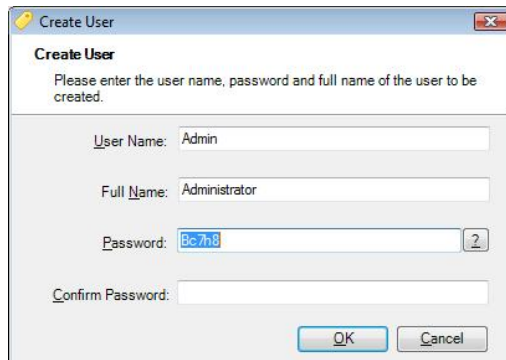 Create User
Create User
Please enter the user name, password and full name of the user to be
created.
User Name: Admin
Full Name: Administrator
Password: Bc7h8 ?
Confirm Password:
OK Cancel